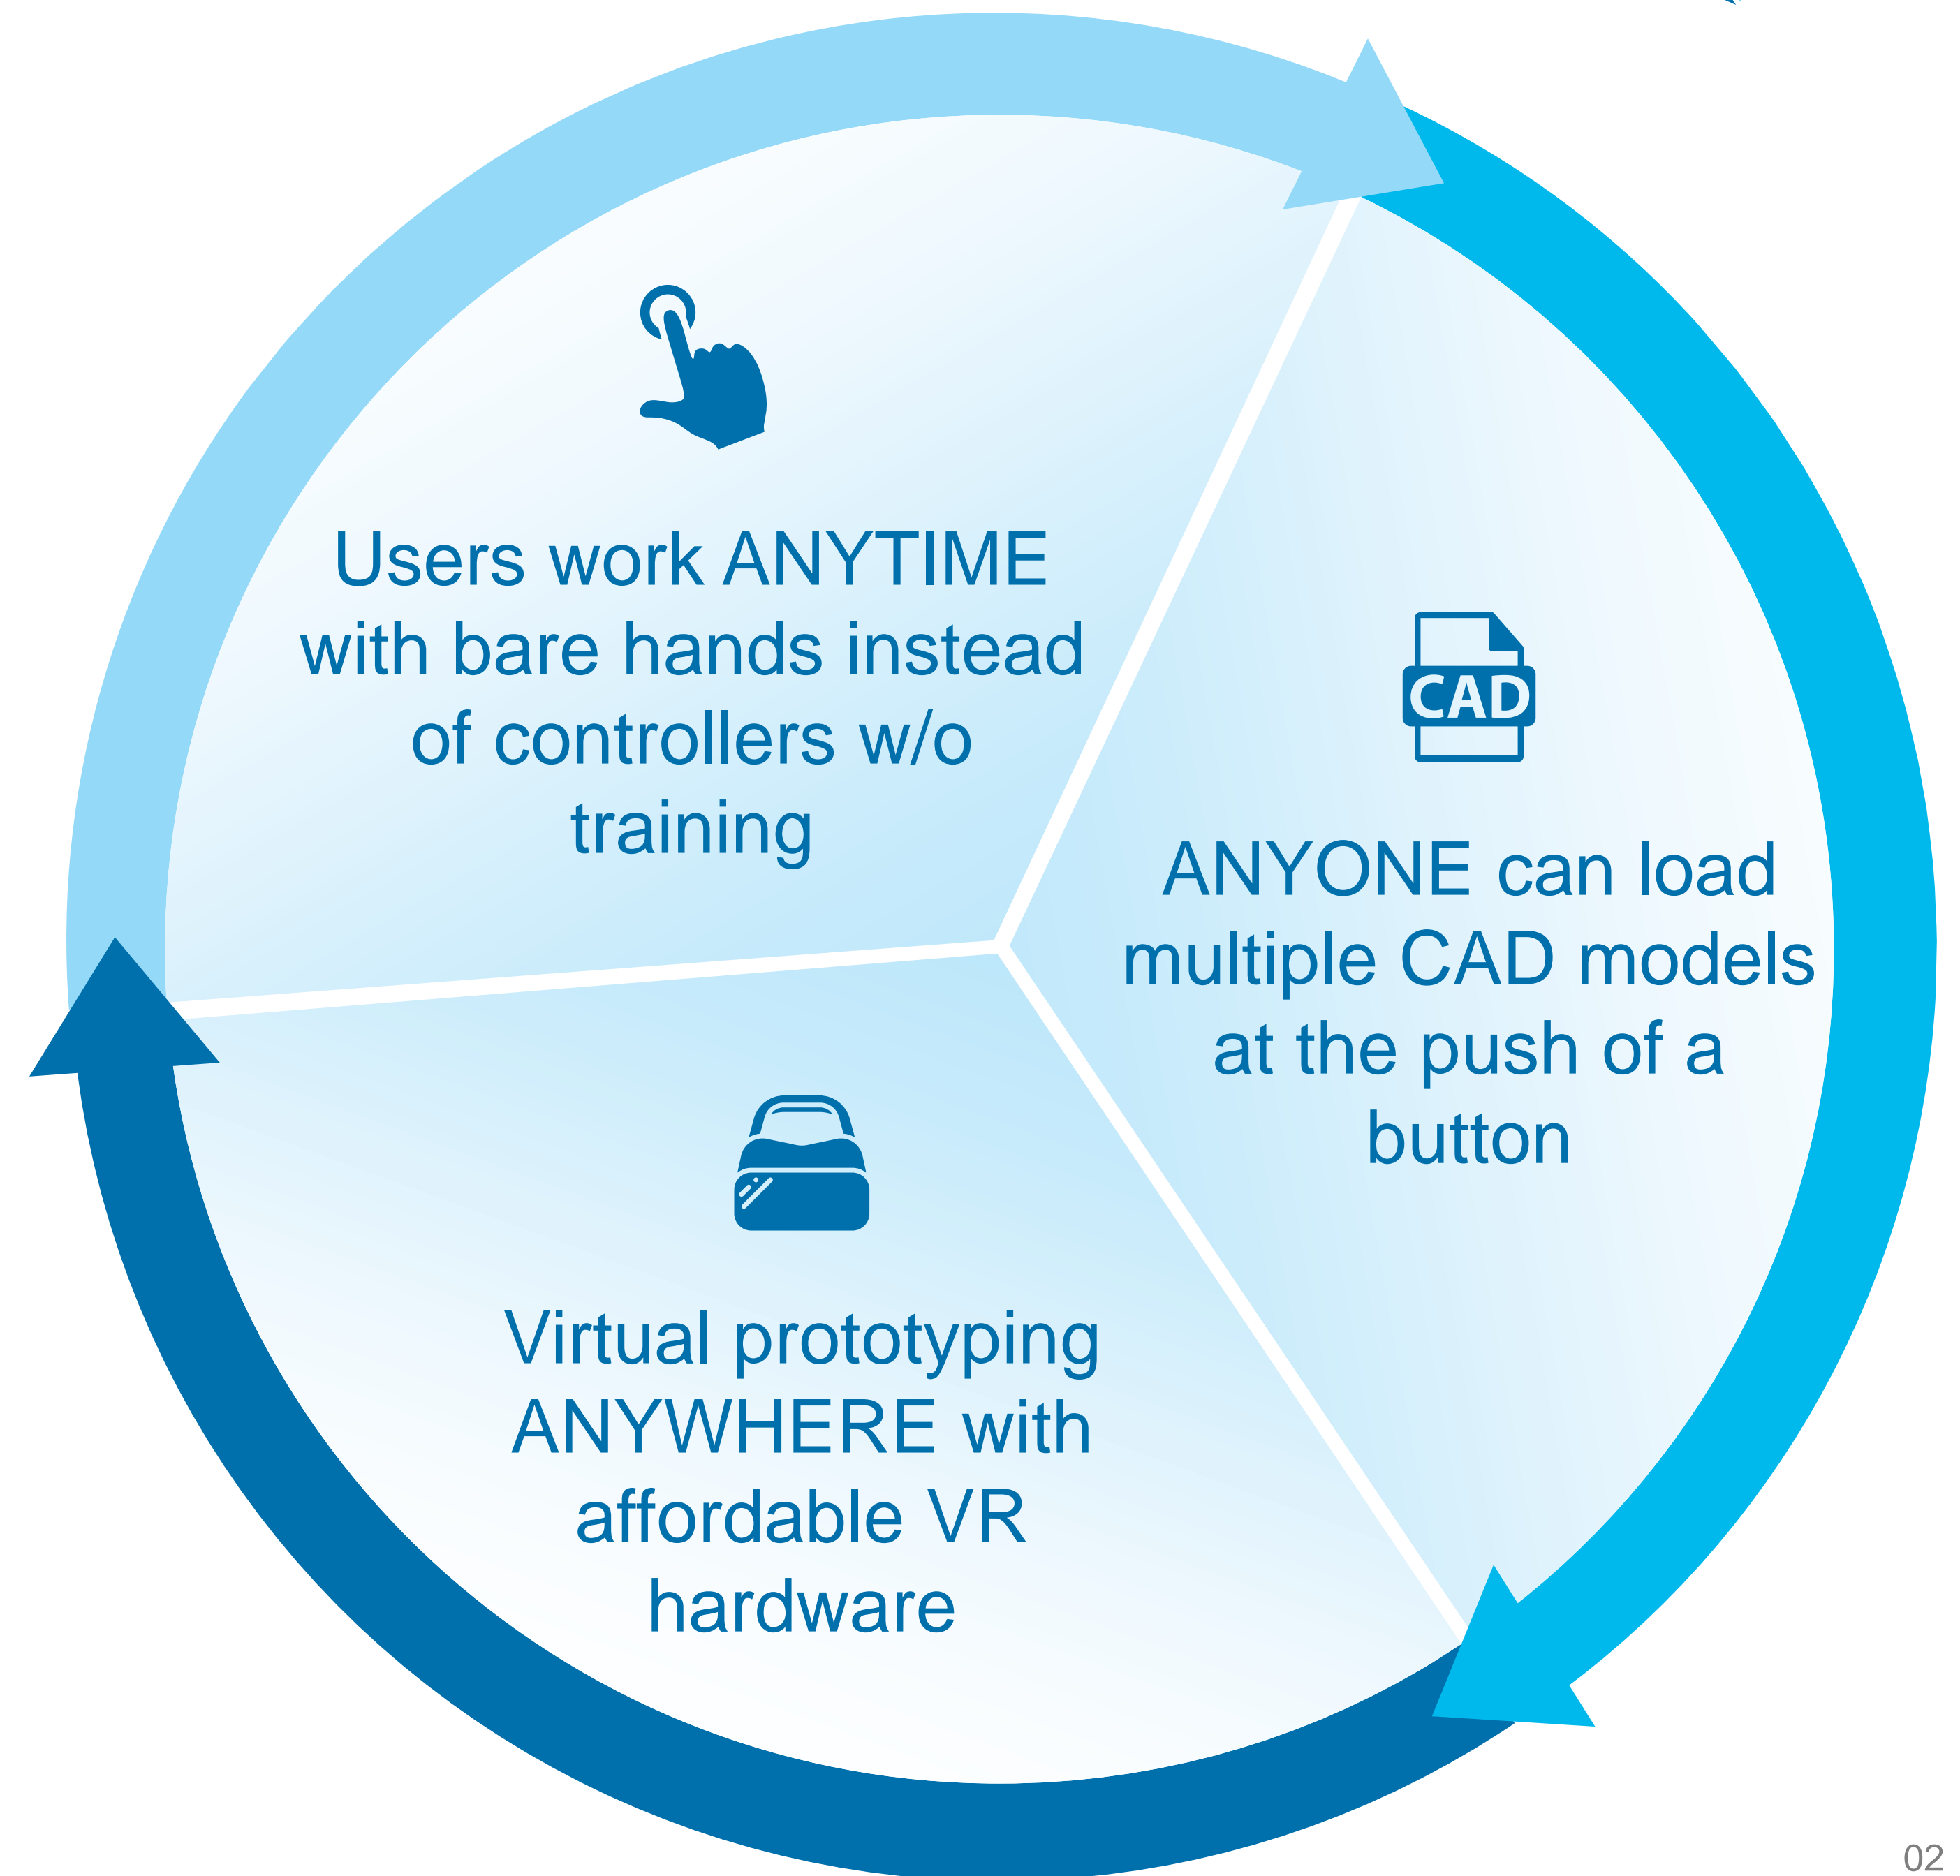 Users work ANYTIME
with bare hands instead
of controllers w/o
training
CAD
ANYONE can load
multiple CAD models
at the push of a
button
Virtual prototyping
ANYWHERE with
affordable VR
hardware
02